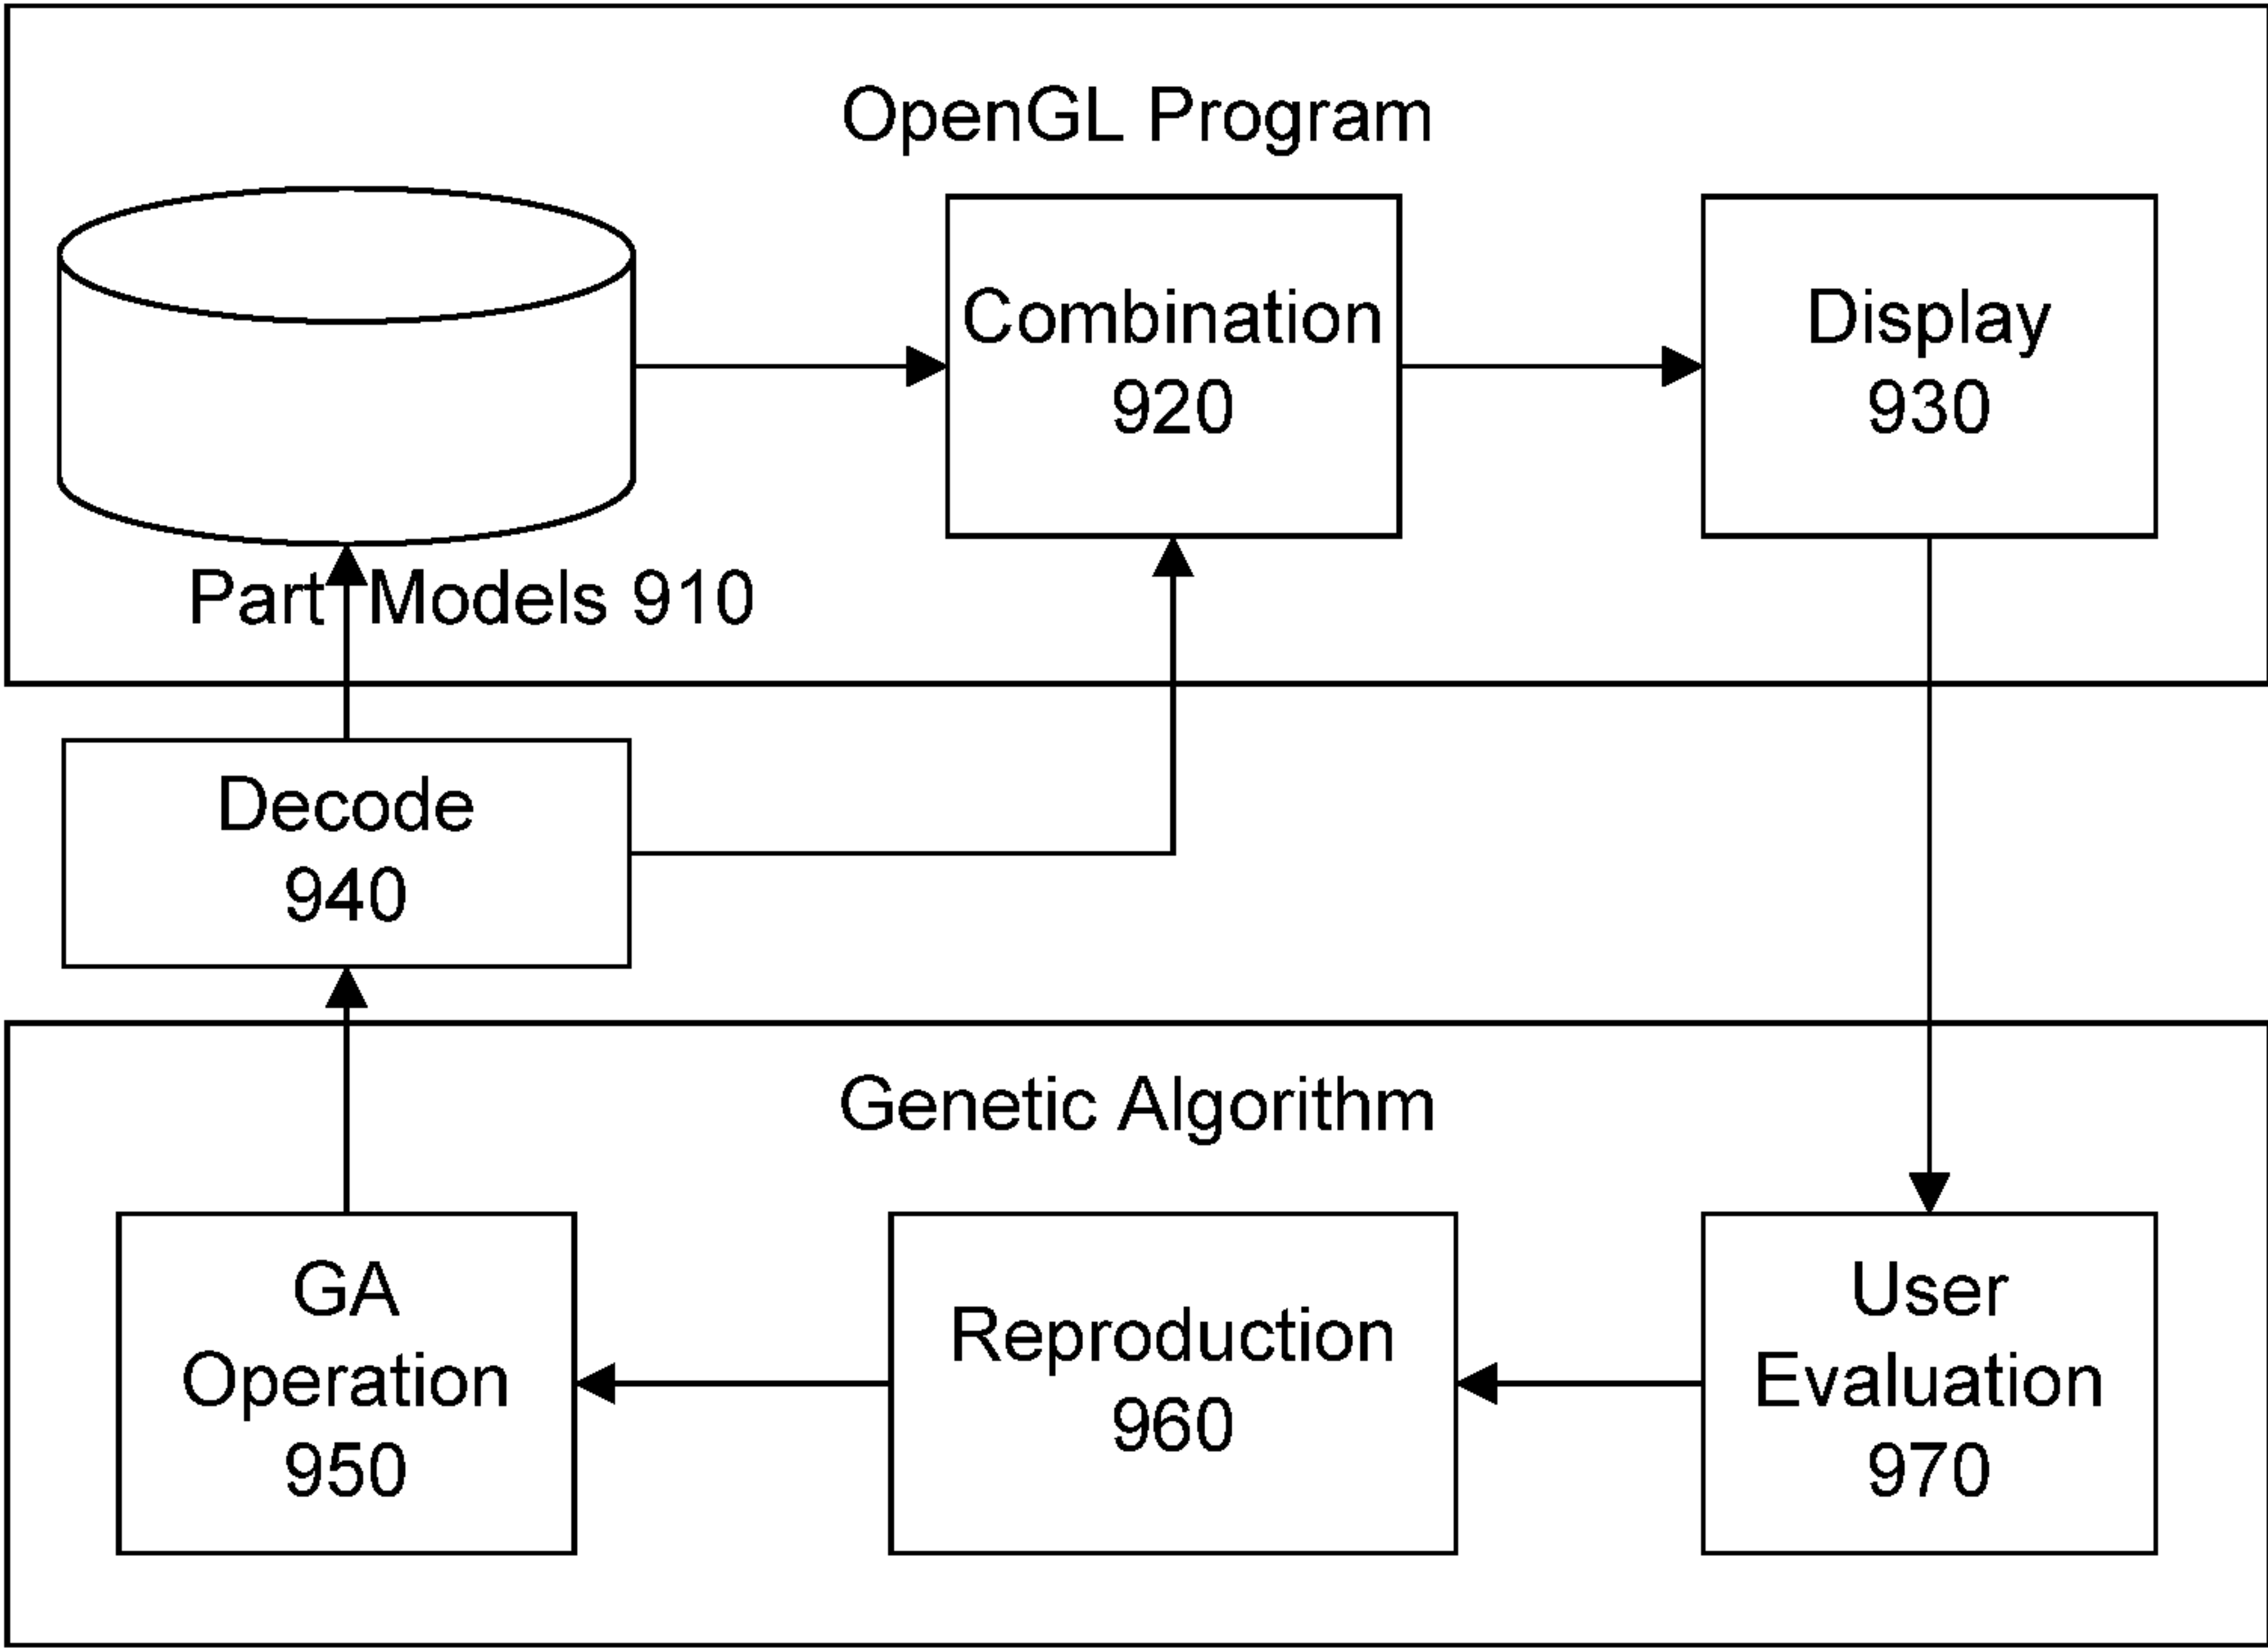 OpenGL Program
Combination
920
Display
930
Part Models 910
Decode
940
Genetic Algorithm
GA
Operation
950
Reproduction
960
User
Evaluation
970